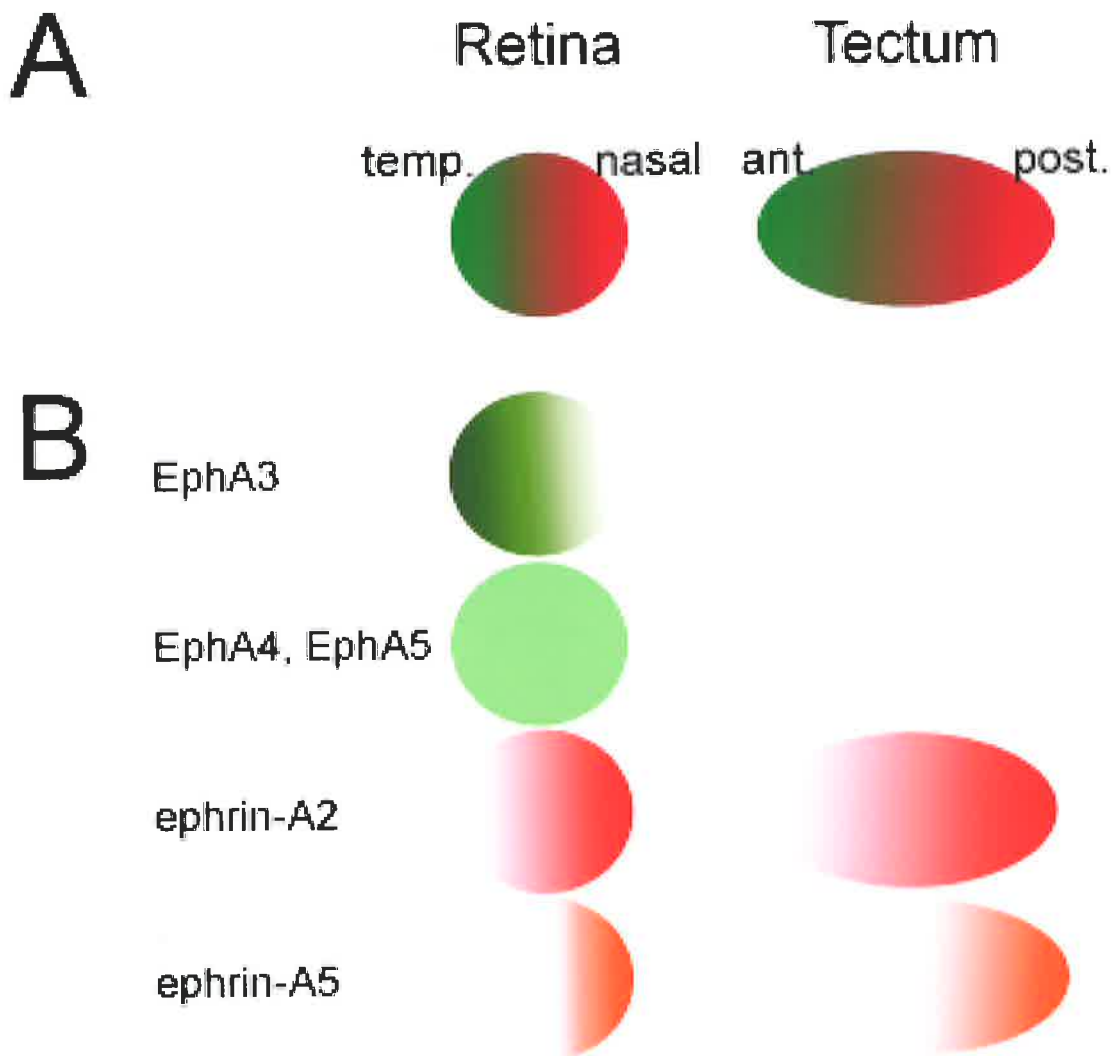 A
Retina Tectum
temp. nasal ant. post.
B
EphA3
EphA4, EphA5
ephrin-A2
ephrin-A5